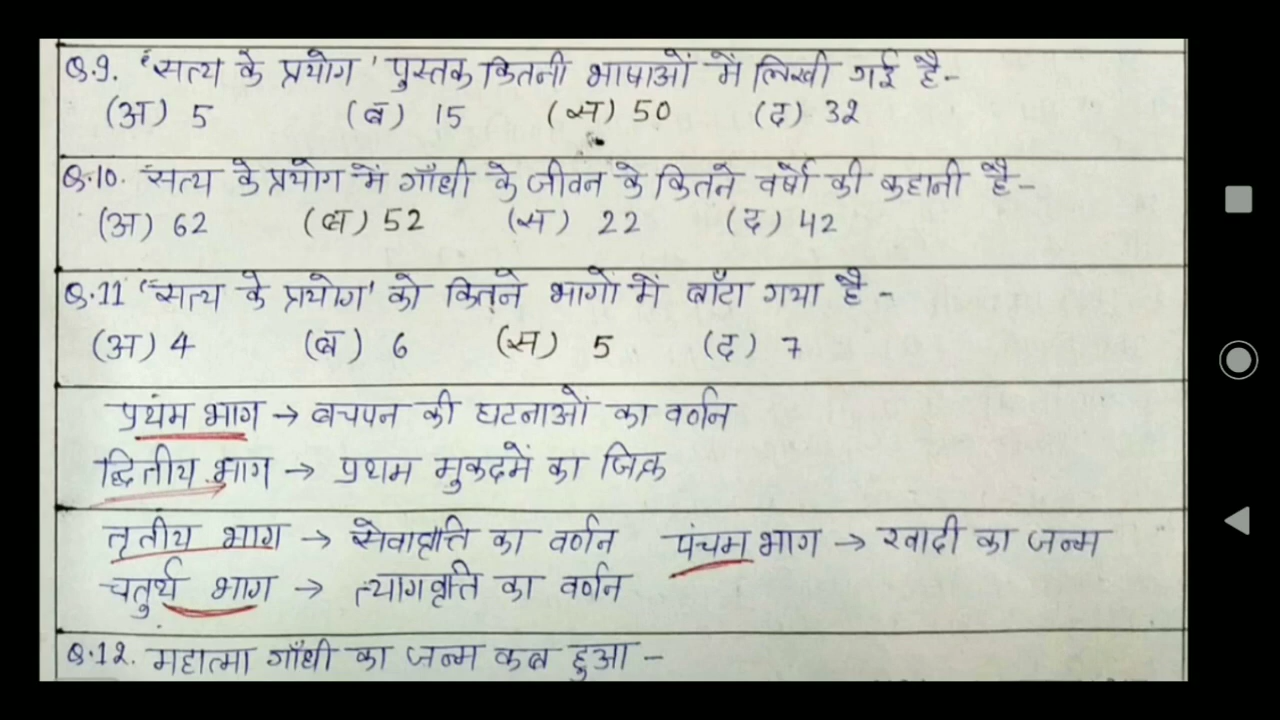 Q.9. 'सत्य के प्रयोग' पुस्तक कितनी भाषाओं में लिखी गई है-
(अ) 5 (ब) 15 (स) 50 (द) 32
Q.10. सत्य के प्रयोग में गाँधी के जीवन के कितने वर्षों की कहानी है-
(अ) 62 (ब) 52 (स) 22 (द) 42
Q.11 "सत्य के प्रयोग' को कितने भागों में बाँटा गया है-
(अ) 4 (ब) 6 (स) 5 (द) 7
प्रथम भाग → बचपन की घटनाओं का वर्णन
द्वितीय भाग → प्रथम मुकदमें का जिक्र
तृतीय भाग → सेवावृत्ति का वर्णन पंचम भाग → खादी का जन्म
चतुर्थ भाग → त्यागवृत्ति का वर्णन
Q.12. महात्मा गाँधी का जन्म कब हुआ -